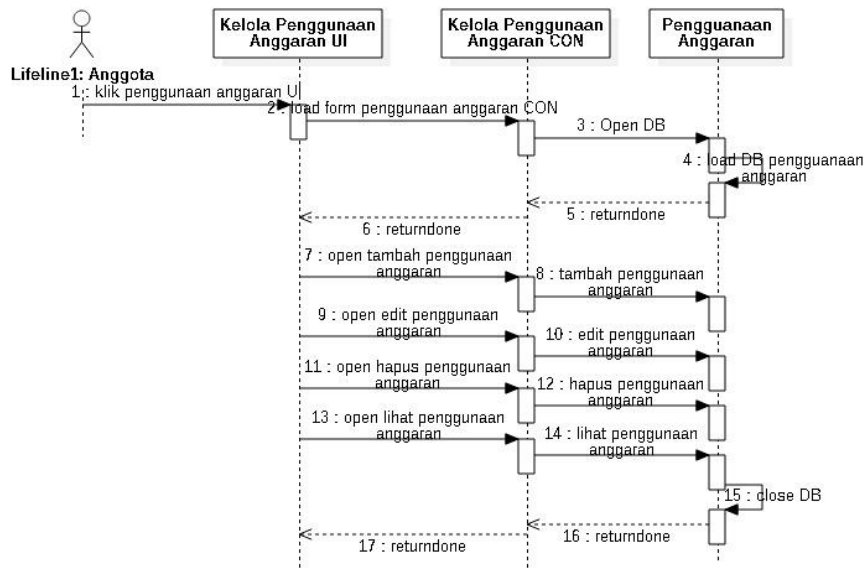 Kelola Penggunaan
Anggaran UI
Kelola Penggunaan
Anggaran CON
Pengguanaan
Anggaran
Lifeline1: Anggota
1 : klik penggunaan anggaran UI
2 : load form penggunaan anggaran CON
3 : Open DB
4 : load DB pengguanaan
anggaran
5 : returndone
6 : returndone
7 : open tambah penggunaan
anggaran
8 : tambah penggunaan
anggaran
9 : open edit penggunaan
anggaran
10 : edit penggunaan
anggaran
11 : open hapus penggunaan
anggaran
12 : hapus penggunaan
anggaran
13 : open lihat penggunaan
anggaran
14 : lihat penggunaan
anggaran
15 : close DB
16 : returndone
17 : returndone